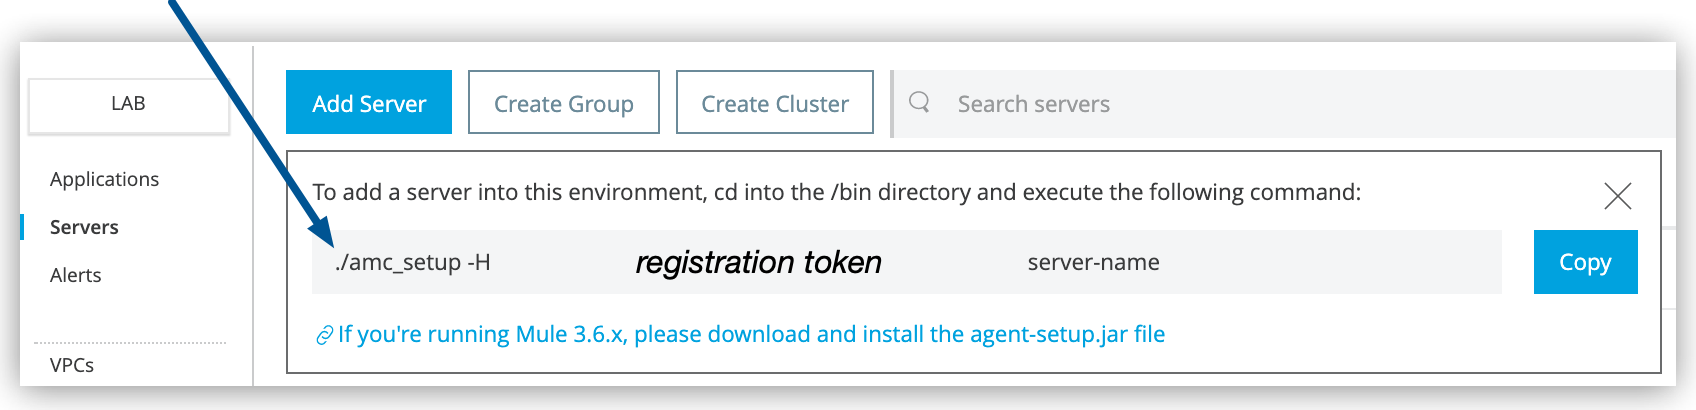 LAB
Applications
Servers
Alerts
VPCs
Add Server
Create Group
Create Cluster
Search servers
To add a server into this environment, cd into the /bin directory and execute the following command:
./amc_setup -H registration token server-name
Copy
If you're running Mule 3.6.x, please download and install the agent-setup.jar file